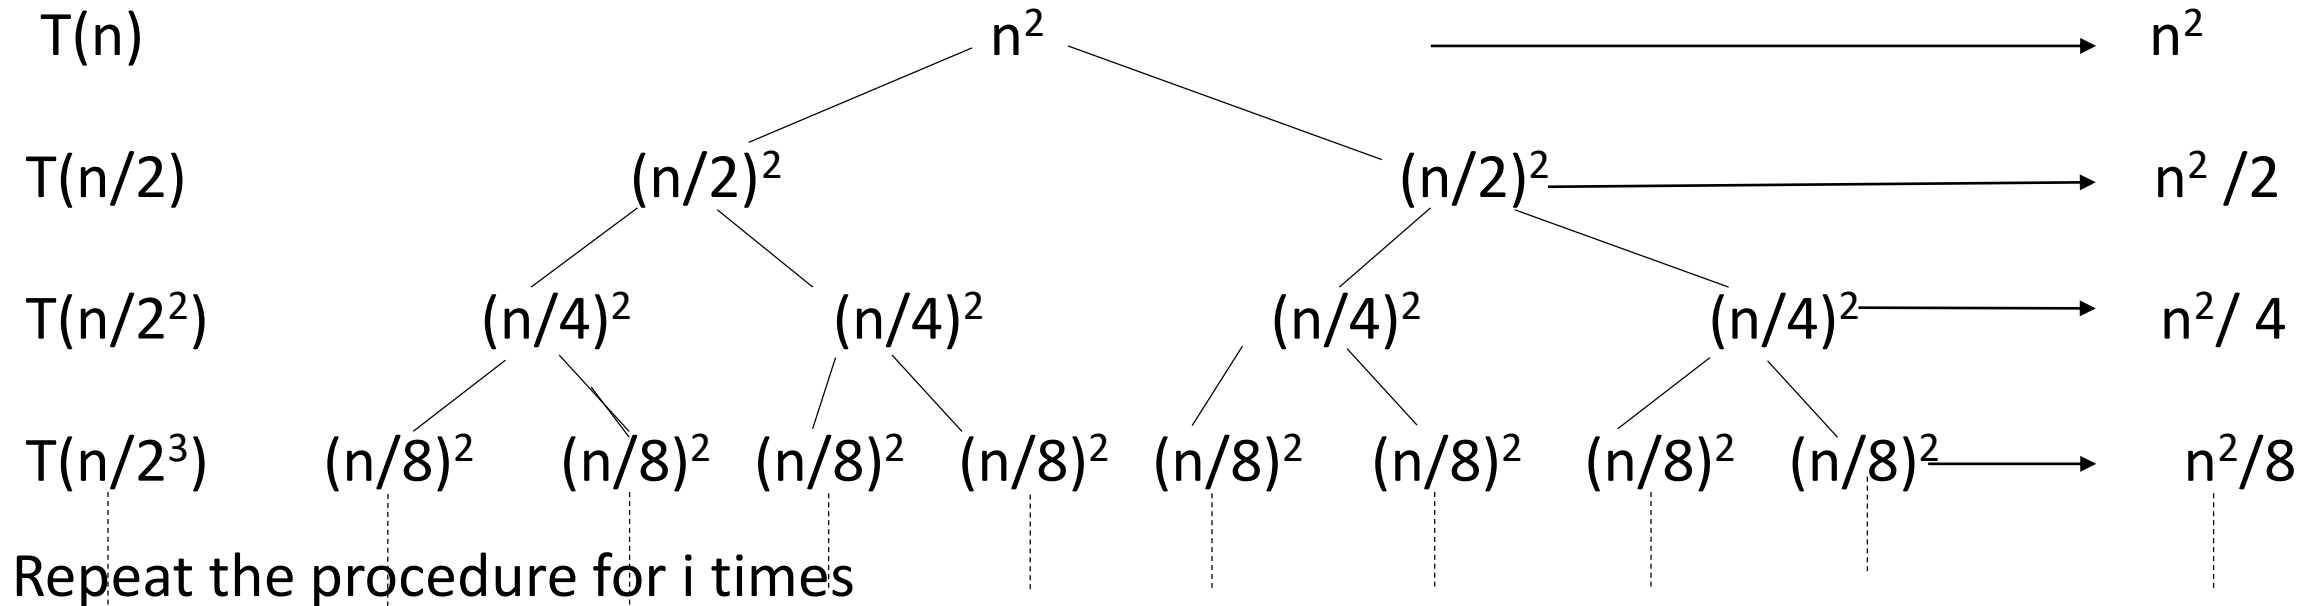 T(n) n² n²
T(n/2) (n/2)² (n/2)² n² /2
T(n/2²) (n/4)² (n/4)² (n/4)² (n/4)² n²/ 4
T(n/2³) (n/8)² (n/8)² (n/8)² (n/8)² (n/8)² (n/8)² (n/8)² (n/8)² n²/8
Repeat the procedure for i times